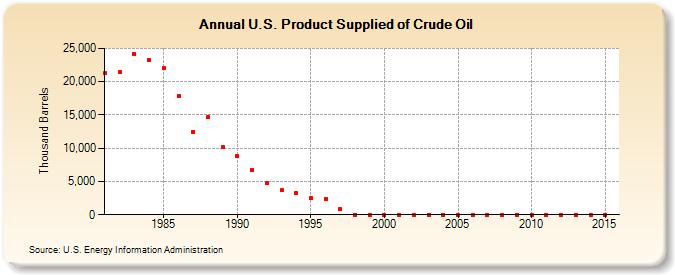 Annual U.S. Product Supplied of Crude Oil
Thousand Barrels
25,000
20,000
15,000
10,000
5,000
0
1985 1990 1995 2000 2005 2010 2015
Source: U.S. Energy Information Administration